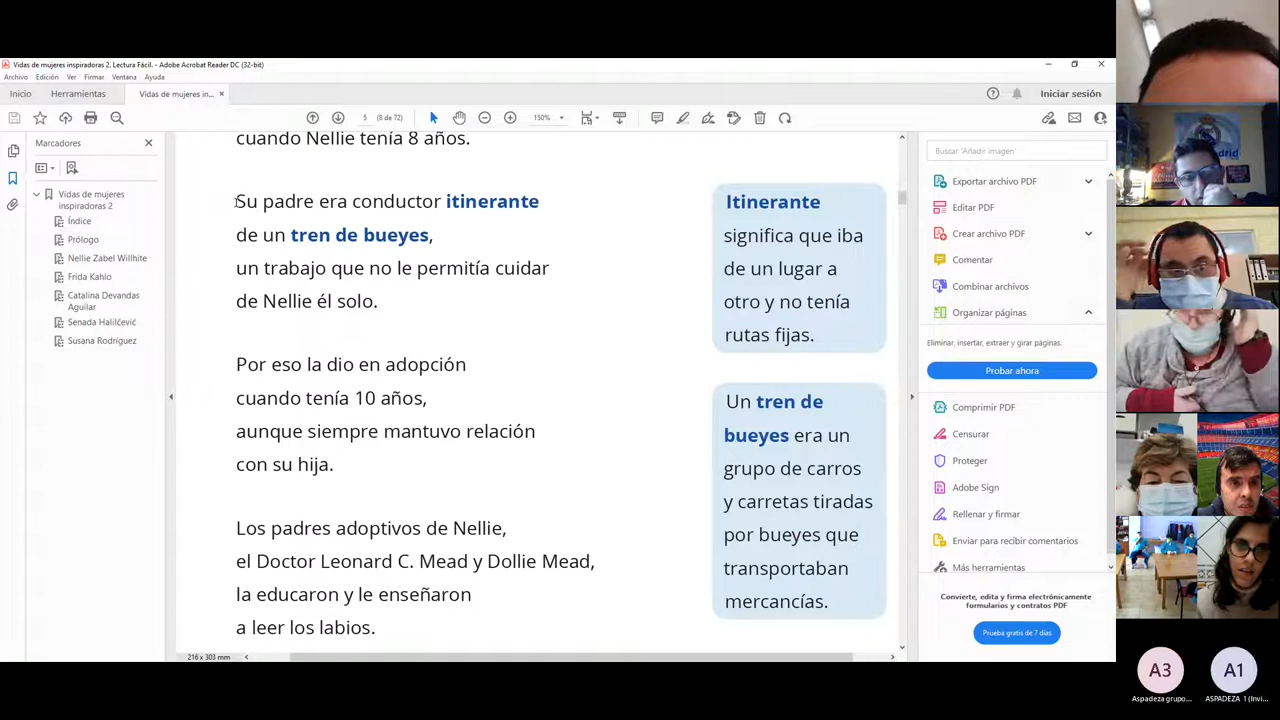 Vidas de mujeres inspiradoras 2. Lectura Fácil. - Adobe Acrobat Reader DC (32-bit)
Archivo Edición Ver Firmar Ventana Ayuda
Inicio Herramientas Vidas de mujeres in... × Iniciar sesión
5 (8 de 72) 150%
Marcadores
Vidas de mujeres
inspiradoras 2
Índice
Prólogo
Nellie Zabel Willhite
Frida Kahlo
Catalina Devandas
Aguilar
Senada Halilčević
Susana Rodríguez
cuando Nellie tenía 8 años.
Su padre era conductor itinerante
de un tren de bueyes,
un trabajo que no le permitía cuidar
de Nellie él solo.
Por eso la dio en adopción
cuando tenía 10 años,
aunque siempre mantuvo relación
con su hija.
Los padres adoptivos de Nellie,
el Doctor Leonard C. Mead y Dollie Mead,
la educaron y le enseñaron
a leer los labios.
Itinerante
significa que iba
de un lugar a
otro y no tenía
rutas fijas.
Un tren de
bueyes era un
grupo de carros
y carretas tiradas
por bueyes que
transportaban
mercancías.
216 x 303 mm
Buscar 'Añadir imagen'
Exportar archivo PDF
Editar PDF
Crear archivo PDF
Comentar
Combinar archivos
Organizar páginas
Eliminar, insertar, extraer y girar páginas.
Probar ahora
Comprimir PDF
Censurar
Proteger
Adobe Sign
Rellenar y firmar
Enviar para recibir comentarios
Más herramientas
Convierte, edita y firma electrónicamente
formularios y contratos PDF
Prueba gratis de 7 días
A3 A1
Aspadeza grupo... ASPADEZA 1 (Invi...